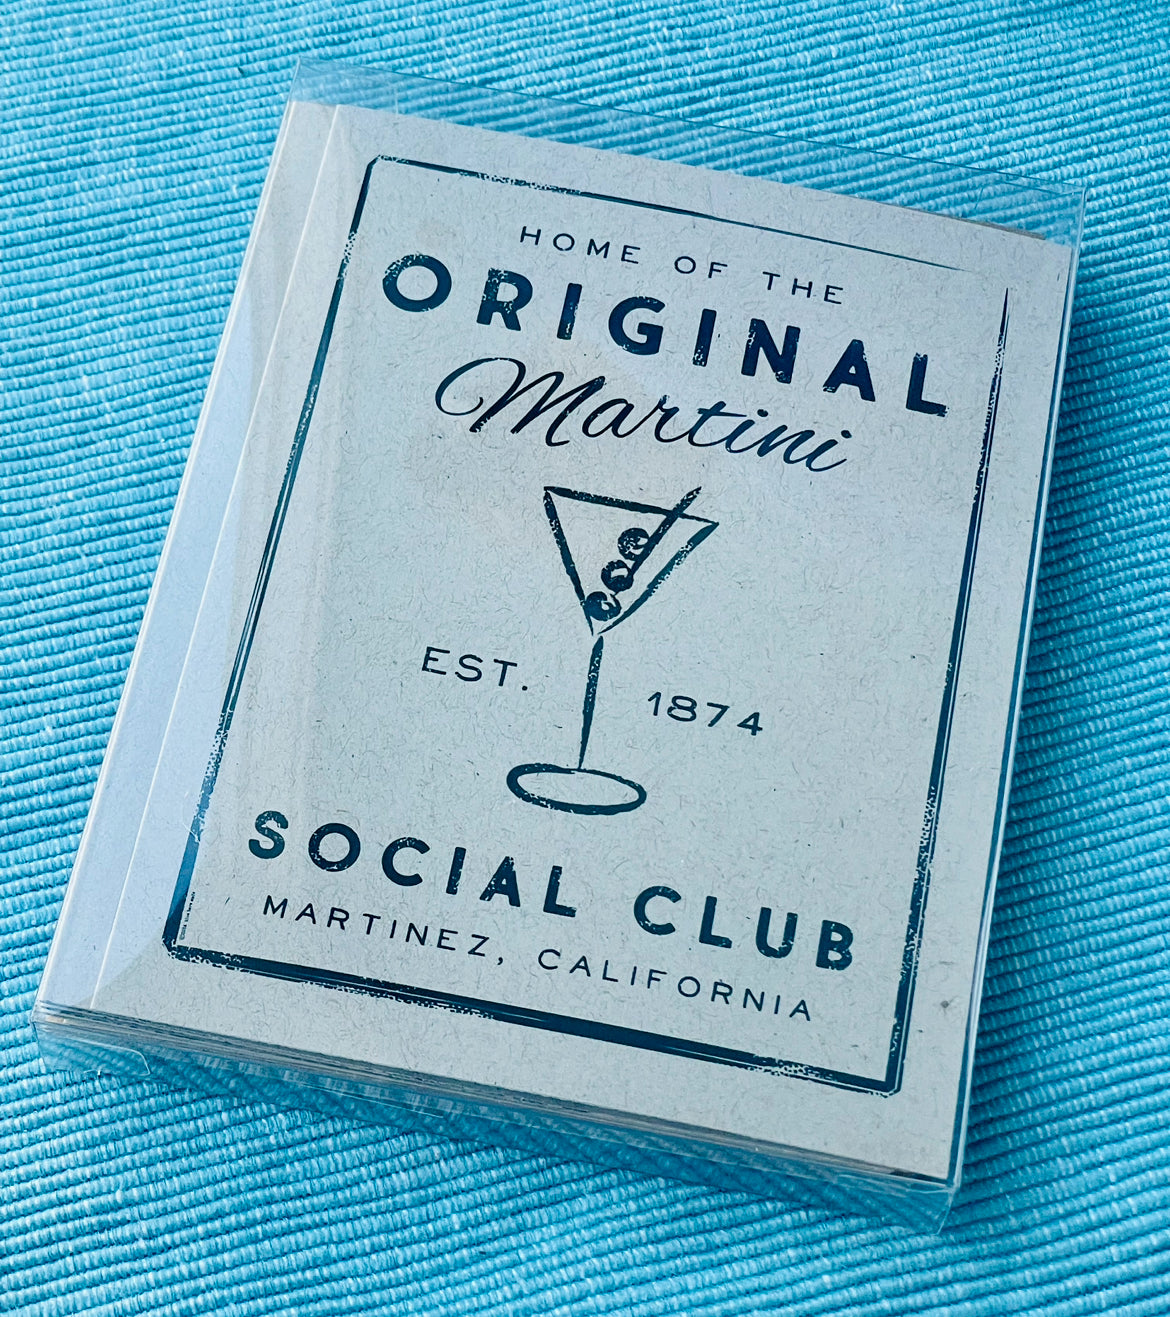 HOME OF THE
ORIGINAL
Martini
EST. 1874
SOCIAL CLUB
MARTINEZ, CALIFORNIA